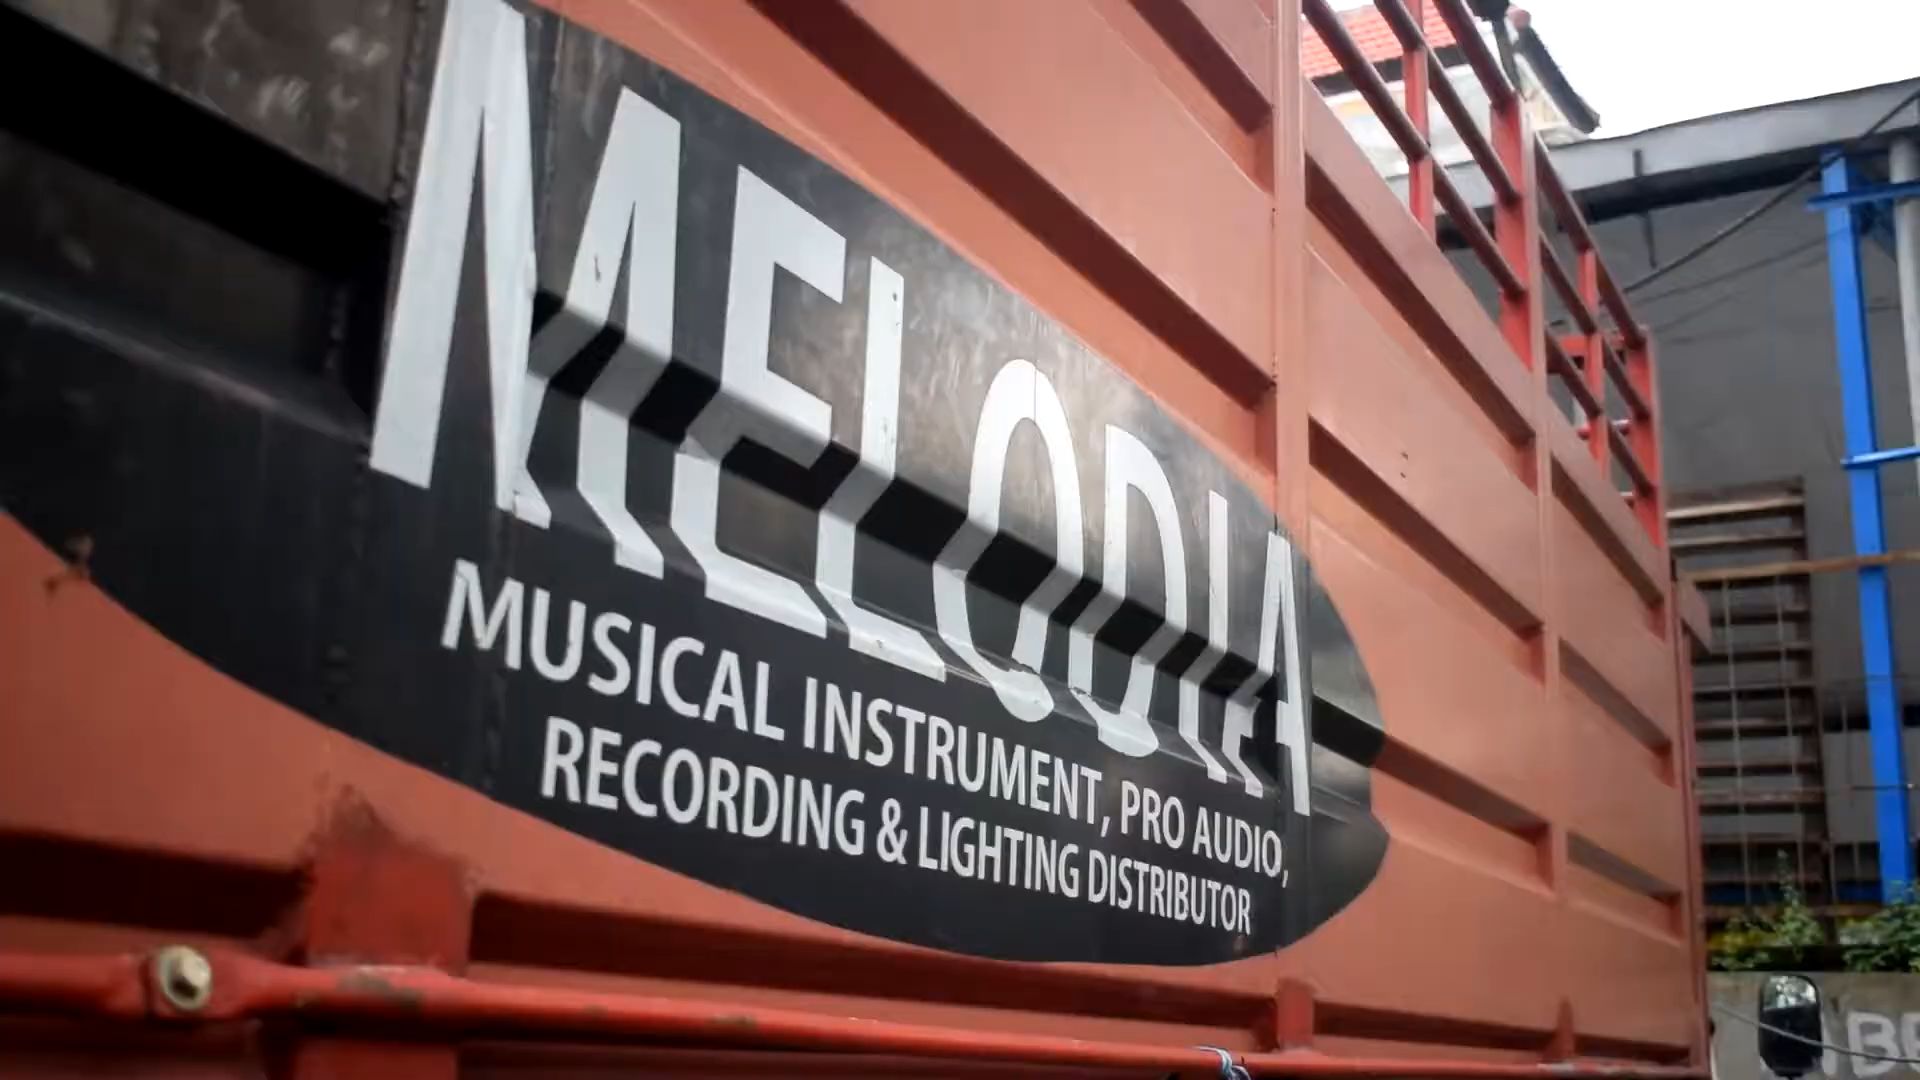 MELODIA
MUSICAL INSTRUMENT, PRO AUDIO,
RECORDING & LIGHTING DISTRIBUTOR